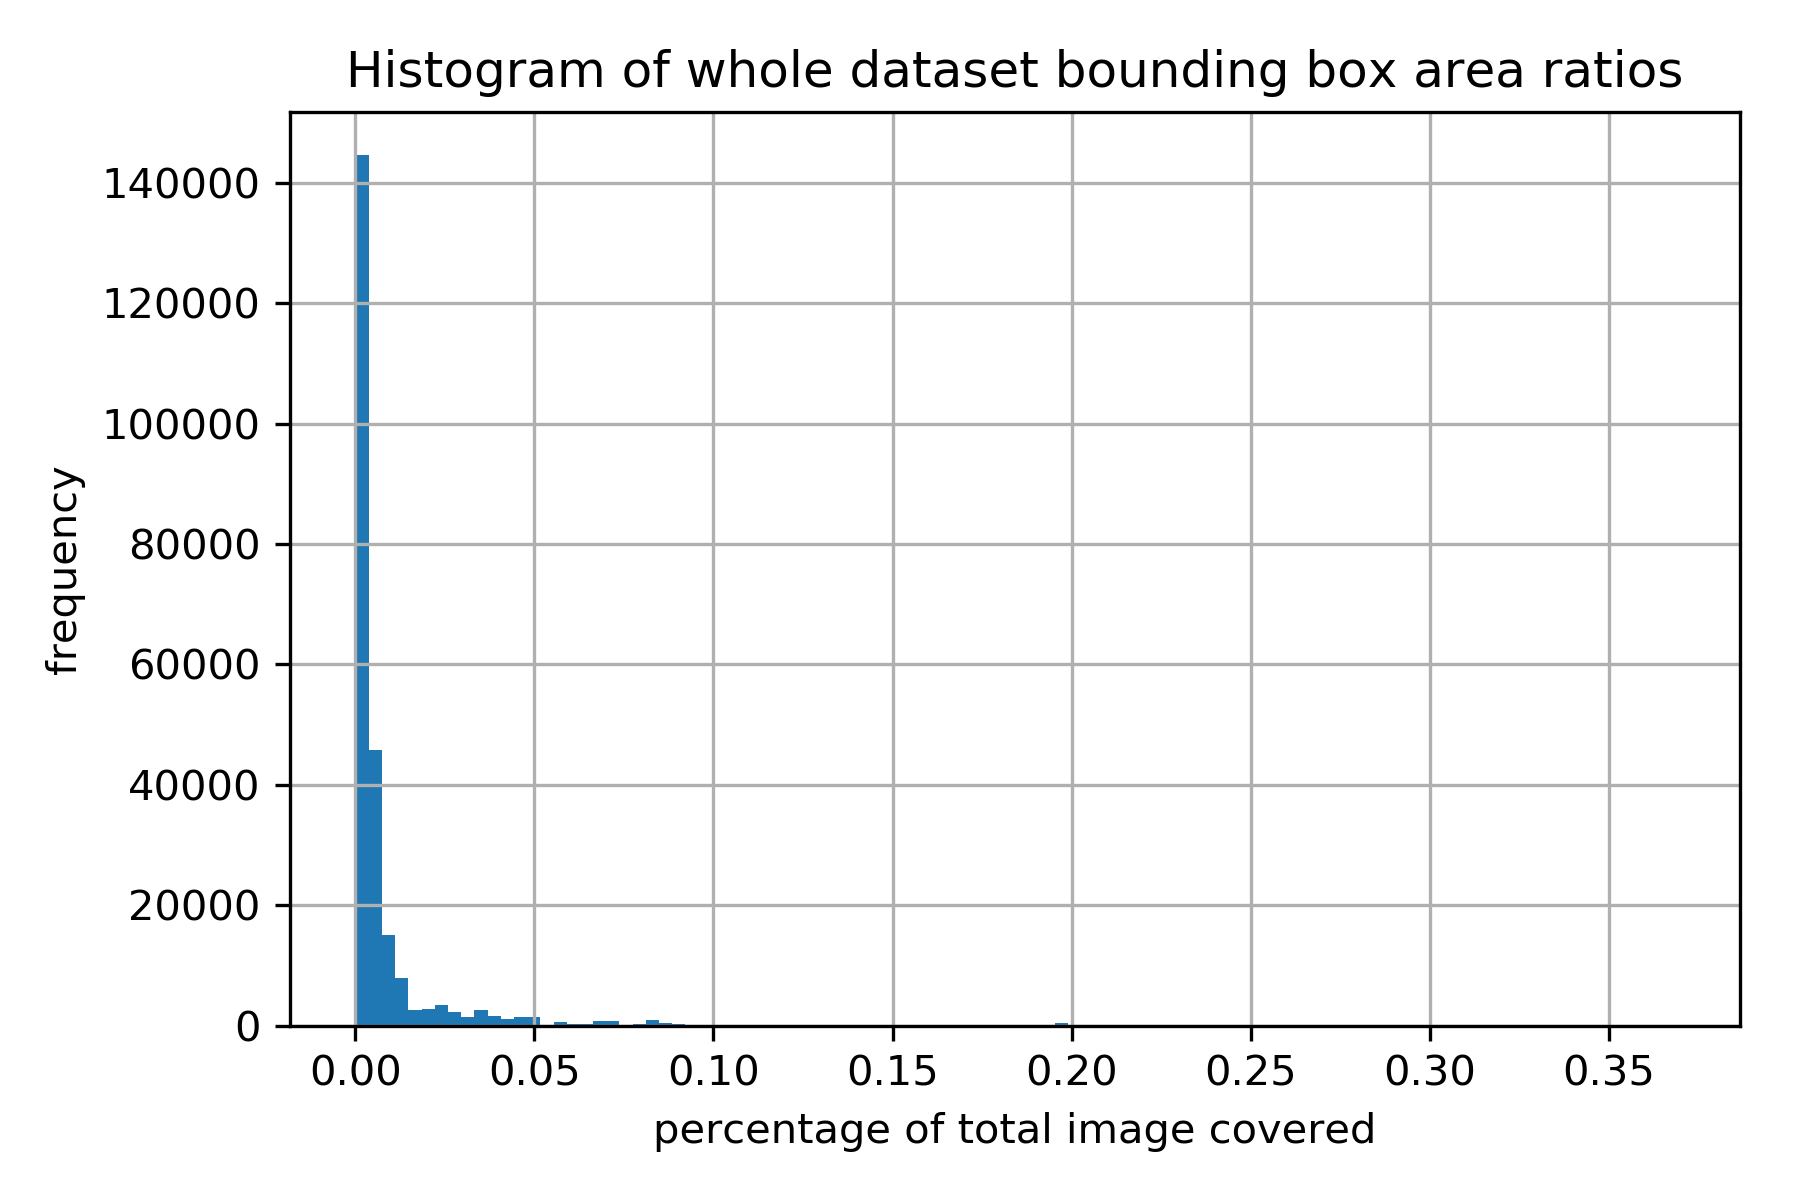 Histogram of whole dataset bounding box area ratios
140000
120000
100000
80000
60000
40000
20000
0
frequency
0.00 0.05 0.10 0.15 0.20 0.25 0.30 0.35
percentage of total image covered